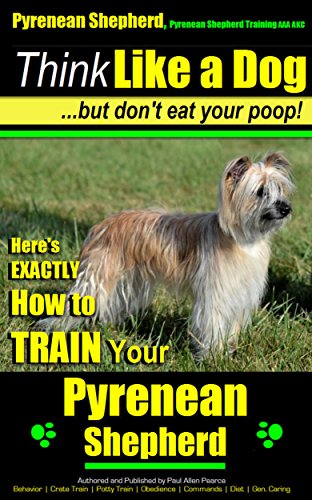 Pyrenean Shepherd, Pyrenean Shepherd Training AAA AKC
Think Like a Dog
...but don't eat your poop!
Here's
EXACTLY
How to
TRAIN Your
Pyrenean
Shepherd
Authored and Published by Paul Allen Pearce
Behavior | Crate Train | Potty Train | Obedience | Commands | Diet | Gen. Caring